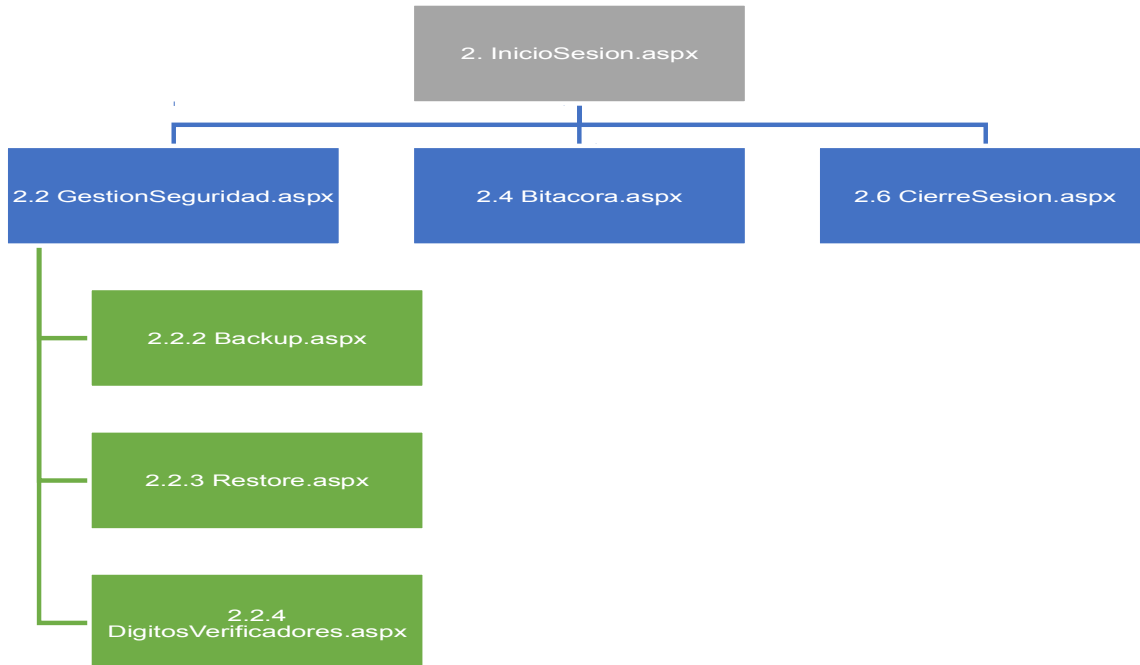 2. InicioSesion.aspx
2.2 GestionSeguridad.aspx
2.4 Bitacora.aspx
2.6 CierreSesion.aspx
2.2.2 Backup.aspx
2.2.3 Restore.aspx
2.2.4
DigitosVerificadores.aspx